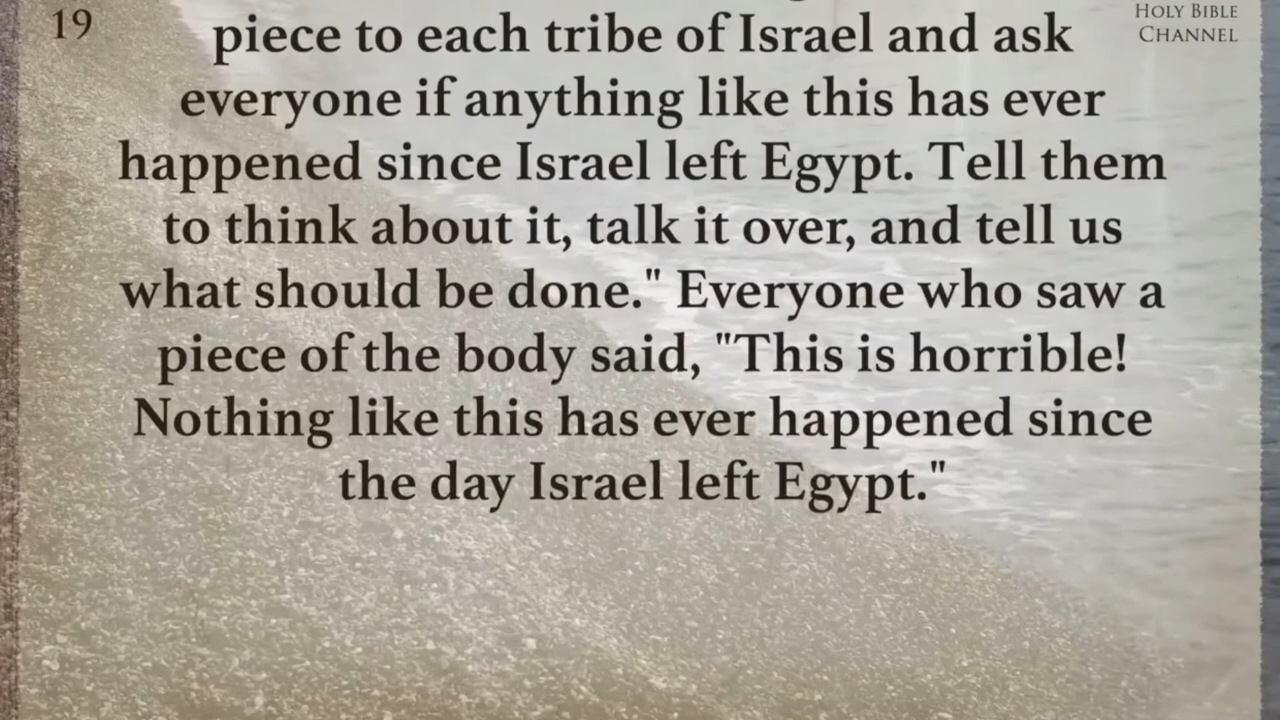 19
HOLY BIBLE
CHANNEL
piece to each tribe of Israel and ask
everyone if anything like this has ever
happened since Israel left Egypt. Tell them
to think about it, talk it over, and tell us
what should be done." Everyone who saw a
piece of the body said, "This is horrible!
Nothing like this has ever happened since
the day Israel left Egypt."